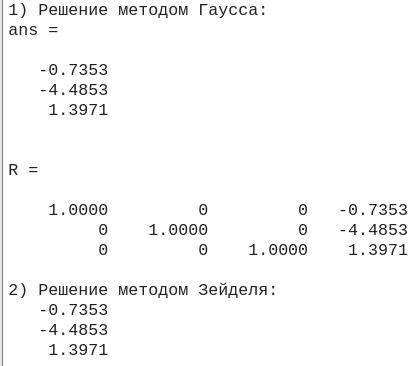 1) Решение методом Гаусса:
ans =
-0.7353
-4.4853
1.3971
R =
1.0000 0 0 -0.7353
0 1.0000 0 -4.4853
0 0 1.0000 1.3971
2) Решение методом Зейделя:
-0.7353
-4.4853
1.3971